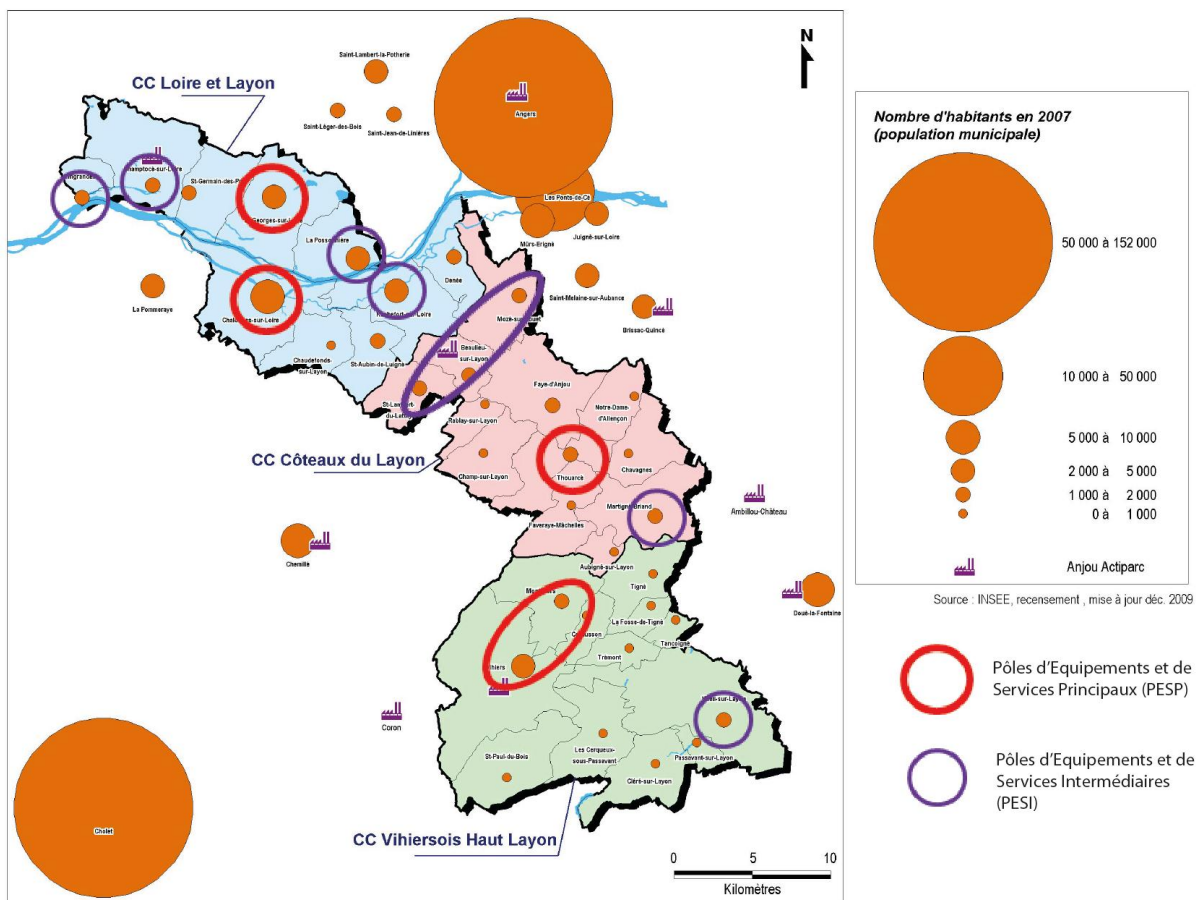 CC Loire et Layon
Saint-Lambert-la-Potherie
Saint-Léger-des-Bois
Saint-Jean-de-Linières
Angers
N
Les Ponts-de-Cé
Mûrs-Erigné
Juigné-sur-Loire
St-Germain-des-P
La Possonnière
Denée
Saint-Melaine-sur-Aubance
Brissac-Quincé
La Pommeraye
Chaudefonds-
sur-Layon
St-Aubin-de-Luigné
Beaulieu-
sur-Layon
Faye-d'Anjou
Notre-Dame-
d'Allençon
Rablay-sur-Layon
CC Côteaux du Layon
Champ-sur-Layon
Thouarcé
Chavagnes
Martigné-Briand
Ambillou-Château
Faveraye-Mâchelles
Chemillé
Aubigné-sur-Layon
Tigné
Doué-la-Fontaine
La Fosse-de-Tigné
Tancoigné
Trémont
Coron
Les Cerqueux-
sous-Passavant
Passavant-sur-Layon
St-Paul-du-Bois
Cléré-sur-Layon
Cholet
CC Vihiersois Haut Layon
0 5 10
Kilomètres
Nombre d'habitants en 2007
(population municipale)
50 000 à 152 000
10 000 à 50 000
5 000 à 10 000
2 000 à 5 000
1 000 à 2 000
0 à 1 000
Anjou Actiparc
Source : INSEE, recensement , mise à jour déc. 2009
Pôles d'Equipements et de
Services Principaux (PESP)
Pôles d'Equipements et de
Services Intermédiaires
(PESI)